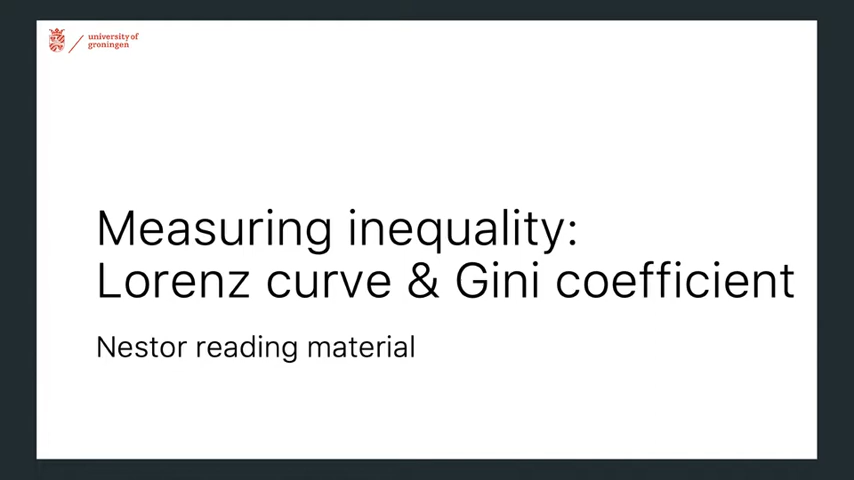 university of
groningen
Measuring inequality:
Lorenz curve & Gini coefficient
Nestor reading material